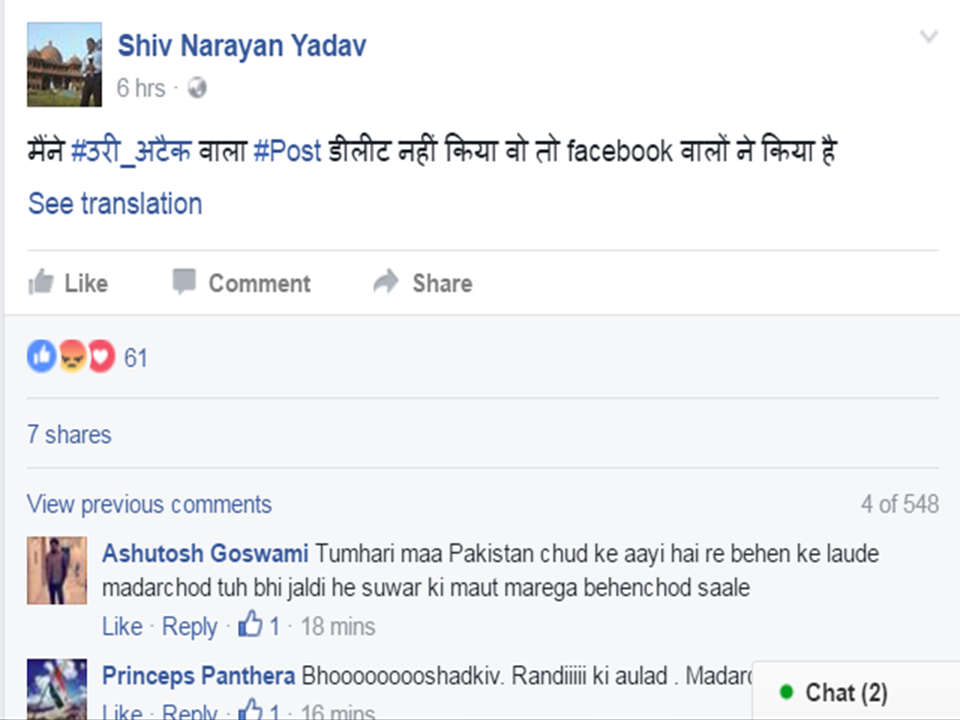 Shiv Narayan Yadav
6 hrs ·
मैंने #उरी_अटैक वाला #Post डीलीट नहीं किया वो तो facebook वालों ने किया है
See translation
Like Comment Share
61
7 shares
View previous comments 4 of 548
Ashutosh Goswami Tumhari maa Pakistan chud ke aayi hai re behen ke laude
madarchod tuh bhi jaldi he suwar ki maut marega behenchod saale
Like · Reply · 1 · 18 mins
Princeps Panthera Bhooooooooshadkiv. Randiiiii ki aulad . Madarc
Chat (2)
Like · Reply · 1 · 16 mins